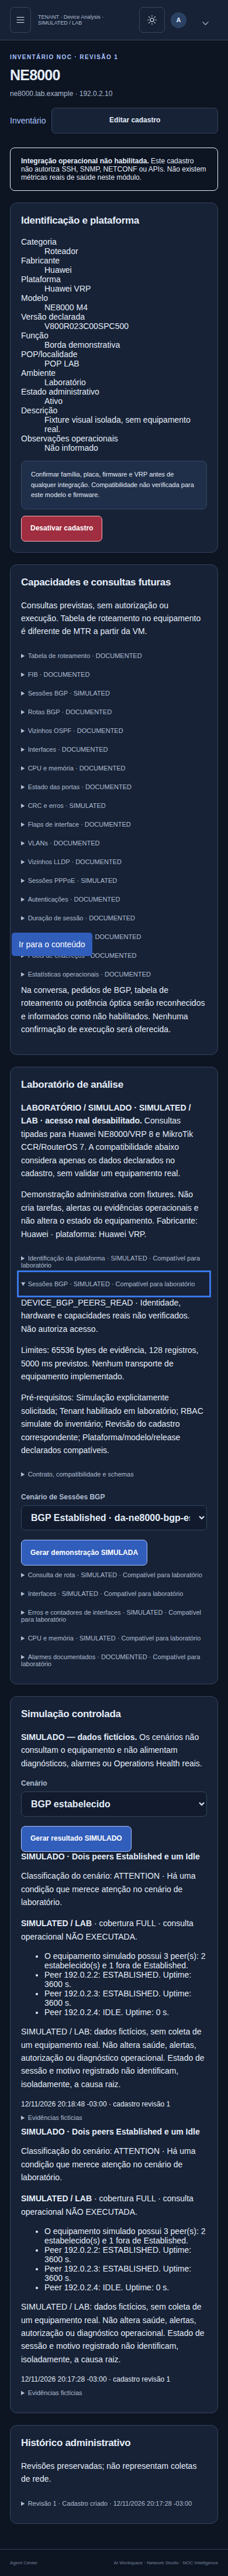 TENANT · Device Analysis ·
SIMULATED / LAB
A
INVENTÁRIO NOC · REVISÃO 1
NE8000
ne8000.lab.example · 192.0.2.10
Inventário
Editar cadastro
Integração operacional não habilitada. Este cadastro
não autoriza SSH, SNMP, NETCONF ou APIs. Não existem
métricas reais de saúde neste módulo.
Identificação e plataforma
Categoria
Roteador
Fabricante
Huawei
Plataforma
Huawei VRP
Modelo
NE8000 M4
Versão declarada
V800R023C00SPC500
Função
Borda demonstrativa
POP/localidade
POP LAB
Ambiente
Laboratório
Estado administrativo
Ativo
Descrição
Fixture visual isolada, sem equipamento
real.
Observações operacionais
Não informado
Confirmar família, placa, firmware e VRP antes de
qualquer integração. Compatibilidade não verificada para
este modelo e firmware.
Desativar cadastro
Capacidades e consultas futuras
Consultas previstas, sem autorização ou
execução. Tabela de roteamento no equipamento
é diferente de MTR a partir da VM.
Tabela de roteamento · DOCUMENTED
FIB · DOCUMENTED
Sessões BGP · SIMULATED
Rotas BGP · DOCUMENTED
Vizinhos OSPF · DOCUMENTED
Interfaces · DOCUMENTED
CPU e memória · DOCUMENTED
Estado das portas · DOCUMENTED
CRC e erros · SIMULATED
Flaps de interface · DOCUMENTED
VLANs · DOCUMENTED
Vizinhos LLDP · DOCUMENTED
Sessões PPPoE · SIMULATED
Autenticações · DOCUMENTED
Duração de sessão · DOCUMENTED
DOCUMENTED
Ir para o conteúdo
DOCUMENTED
Estatísticas operacionais · DOCUMENTED
Na conversa, pedidos de BGP, tabela de
roteamento ou potência óptica serão reconhecidos
e informados como não habilitados. Nenhuma
confirmação de execução será oferecida.
Laboratório de análise
LABORATÓRIO / SIMULADO · SIMULATED /
LAB · acesso real desabilitado. Consultas
tipadas para Huawei NE8000/VRP 8 e MikroTik
CCR/RouterOS 7. A compatibilidade abaixo
considera apenas os dados declarados no
cadastro, sem validar um equipamento real.
Demonstração administrativa com fixtures. Não
cria tarefas, alertas ou evidências operacionais e
não altera o estado do equipamento. Fabricante:
Huawei · plataforma: Huawei VRP.
Identificação da plataforma · SIMULATED · Compatível para
laboratório
Sessões BGP · SIMULATED · Compatível para laboratório
DEVICE_BGP_PEERS_READ · Identidade,
hardware e capacidades reais não verificados.
Não autoriza acesso.
Limites: 65536 bytes de evidência, 128 registros,
5000 ms previstos. Nenhum transporte de
equipamento implementado.
Pré-requisitos: Simulação explicitamente
solicitada; Tenant habilitado em laboratório; RBAC
simulate do inventário; Revisão do cadastro
correspondente; Plataforma/modelo/release
declarados compatíveis.
Contrato, compatibilidade e schemas
Cenário de Sessões BGP
BGP Established · da-ne8000-bgp-es
Gerar demonstração SIMULADA
Consulta de rota · SIMULATED · Compatível para laboratório
Interfaces · SIMULATED · Compatível para laboratório
Erros e contadores de interfaces · SIMULATED · Compatível
para laboratório
CPU e memória · SIMULATED · Compatível para laboratório
Alarmes documentados · DOCUMENTED · Compatível para
laboratório
Simulação controlada
SIMULADO — dados fictícios. Os cenários não
consultam o equipamento e não alimentam
diagnósticos, alarmes ou Operations Health reais.
Cenário
BGP estabelecido
Gerar resultado SIMULADO
SIMULADO · Dois peers Established e um Idle
Classificação do cenário: ATTENTION · Há uma
condição que merece atenção no cenário de
laboratório.
SIMULATED / LAB · cobertura FULL · consulta
operacional NÃO EXECUTADA.
O equipamento simulado possui 3 peer(s): 2
estabelecido(s) e 1 fora de Established.
Peer 192.0.2.2: ESTABLISHED. Uptime:
3600 s.
Peer 192.0.2.3: ESTABLISHED. Uptime:
3600 s.
Peer 192.0.2.4: IDLE. Uptime: 0 s.
SIMULATED / LAB: dados fictícios, sem coleta de
um equipamento real. Não altera saúde, alertas,
autorização ou diagnóstico operacional. Estado de
sessão e motivo registrado não identificam,
isoladamente, a causa raiz.
12/11/2026 20:18:48 -03:00 · cadastro revisão 1
Evidências fictícias
SIMULADO · Dois peers Established e um Idle
Classificação do cenário: ATTENTION · Há uma
condição que merece atenção no cenário de
laboratório.
SIMULATED / LAB · cobertura FULL · consulta
operacional NÃO EXECUTADA.
O equipamento simulado possui 3 peer(s): 2
estabelecido(s) e 1 fora de Established.
Peer 192.0.2.2: ESTABLISHED. Uptime:
3600 s.
Peer 192.0.2.3: ESTABLISHED. Uptime:
3600 s.
Peer 192.0.2.4: IDLE. Uptime: 0 s.
SIMULATED / LAB: dados fictícios, sem coleta de
um equipamento real. Não altera saúde, alertas,
autorização ou diagnóstico operacional. Estado de
sessão e motivo registrado não identificam,
isoladamente, a causa raiz.
12/11/2026 20:17:28 -03:00 · cadastro revisão 1
Evidências fictícias
Histórico administrativo
Revisões preservadas; não representam coletas
de rede.
Revisão 1 · Cadastro criado · 12/11/2026 20:17:28 -03:00
Agent Center
AI Workspace · Network Studio · NOC Intelligence